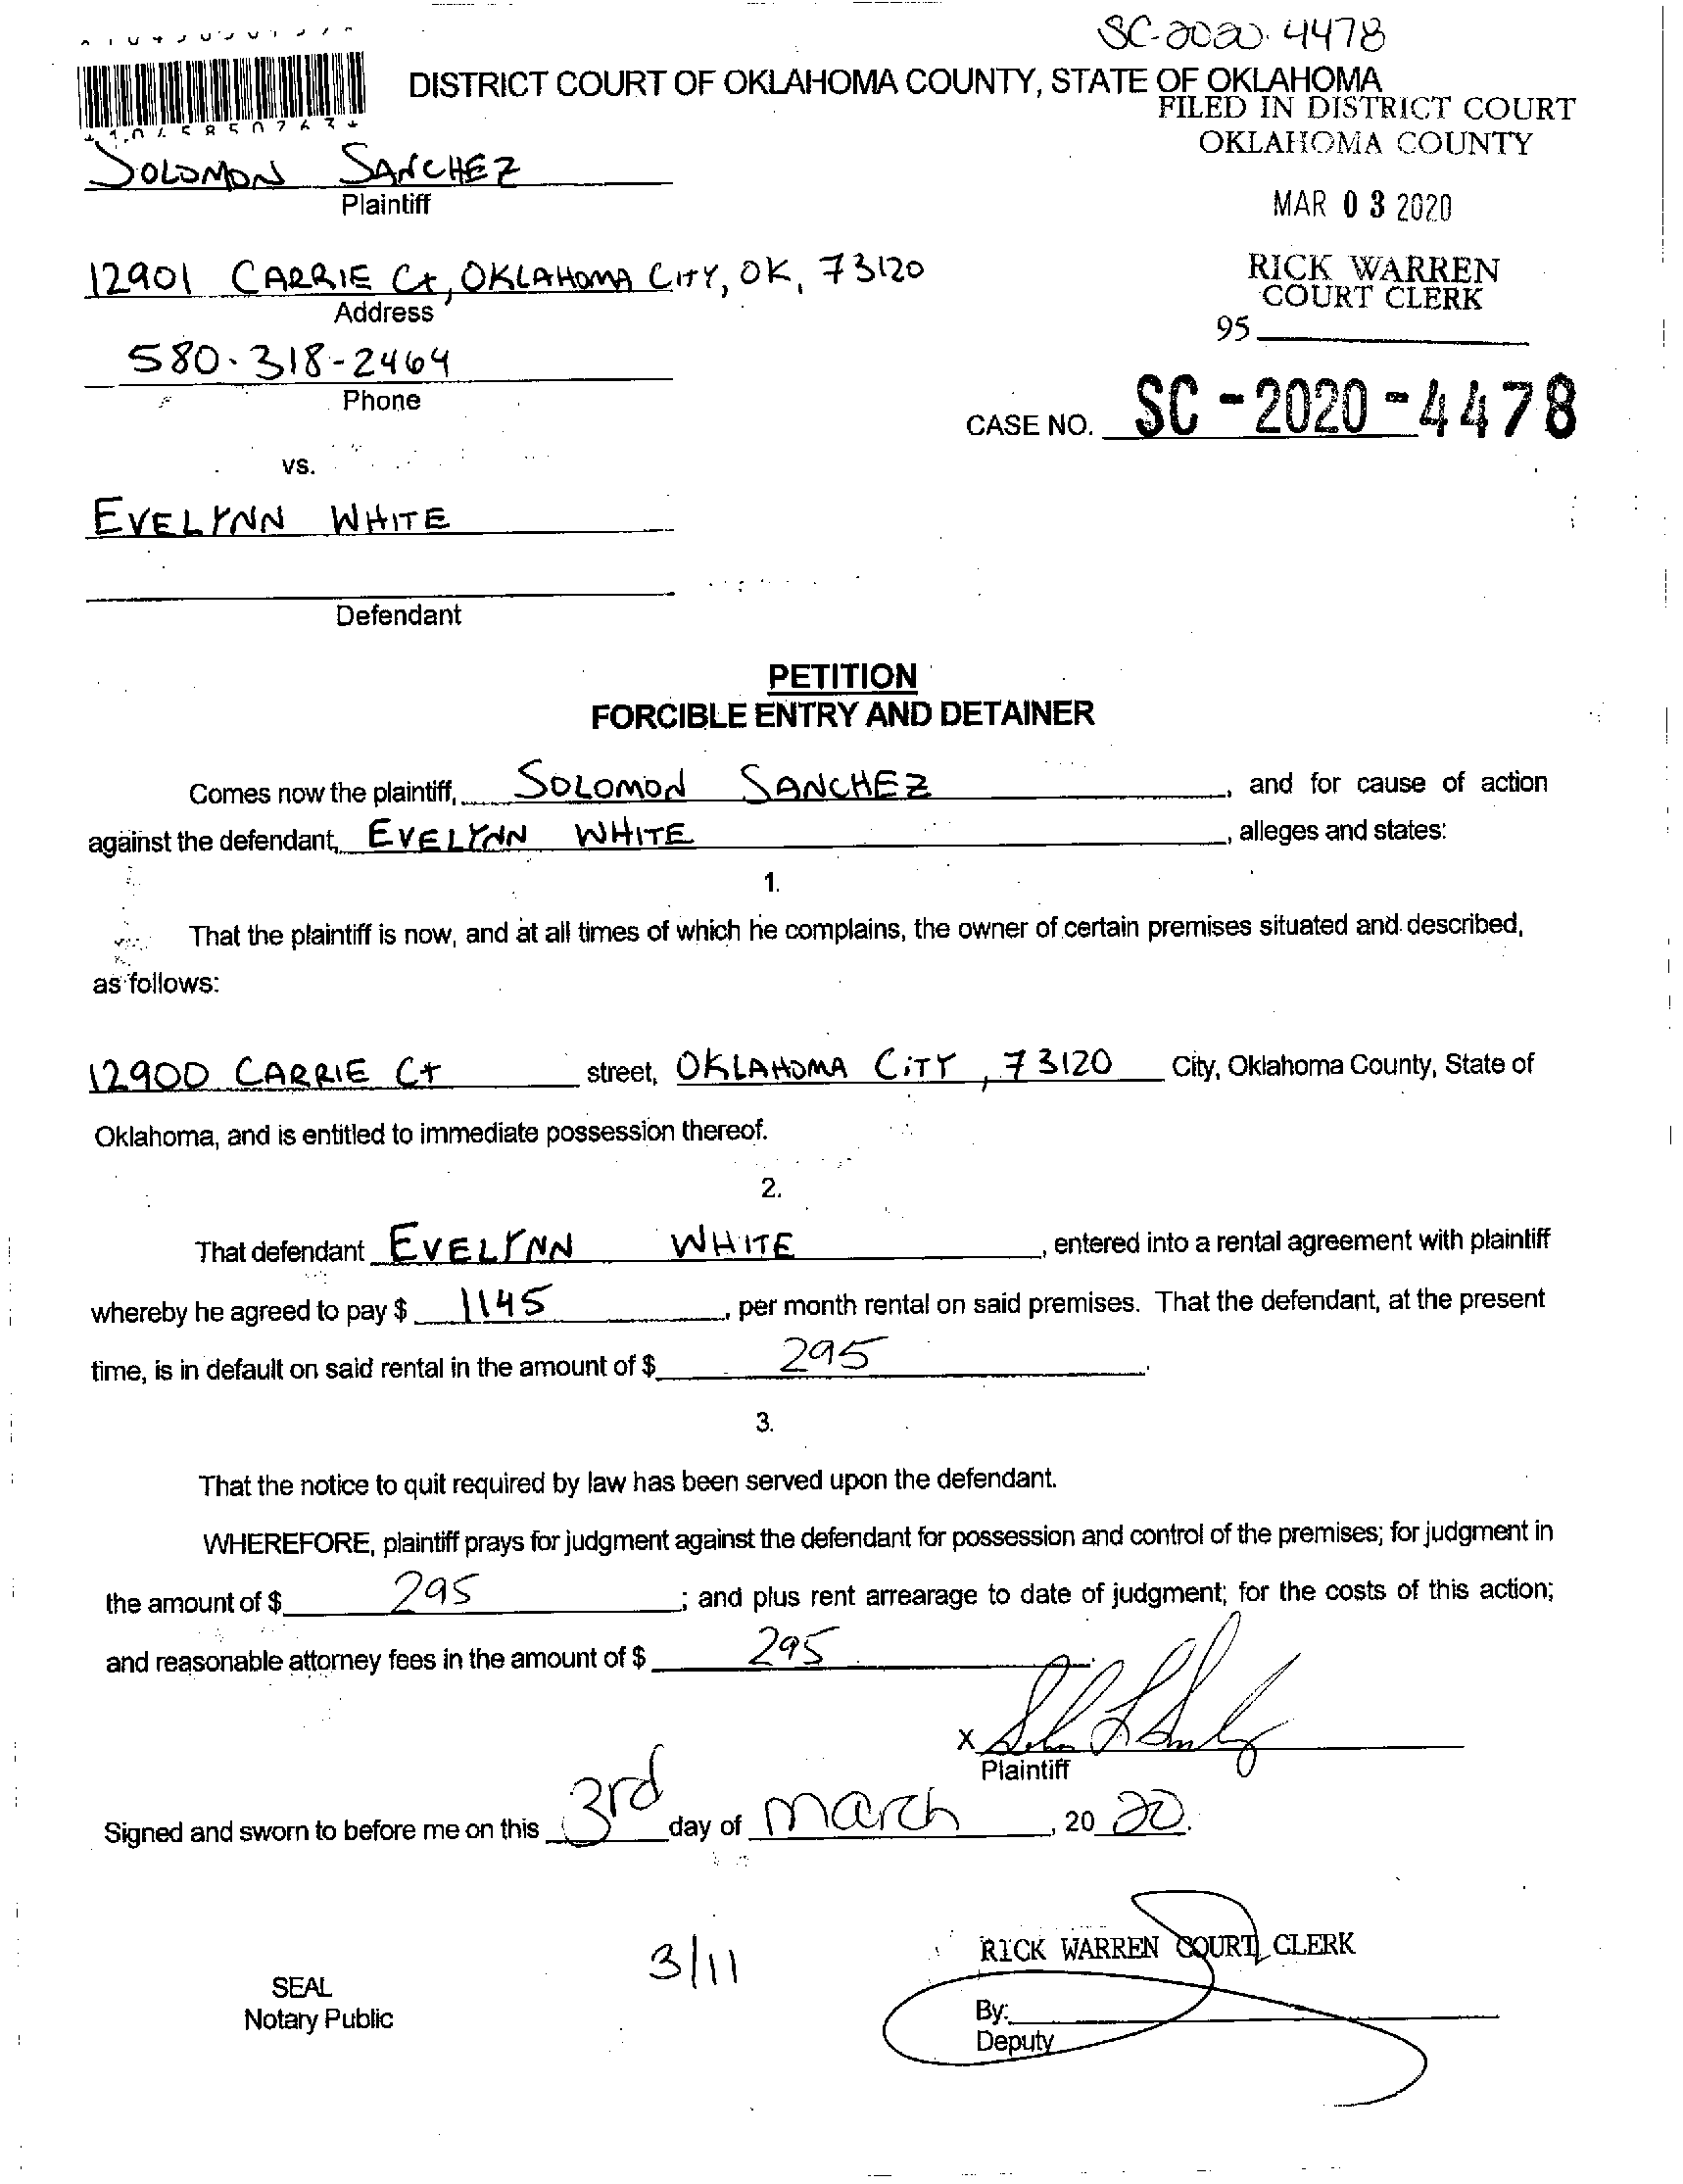 SC-2020-4478
DISTRICT COURT OF OKLAHOMA COUNTY, STATE OF OKLAHOMA
FILED IN DISTRICT COURT
OKLAHOMA COUNTY
SOLOMON SANCHEZ
Plaintiff
MAR 03 2020
12901 CARRIE Ct, OKLAHOMA CITY, OK, 73120
Address
RICK WARREN
COURT CLERK
95
580-318-2464
Phone
CASE NO. SC-2020-4478
vs.
EVELYNN WHITE
Defendant
PETITION
FORCIBLE ENTRY AND DETAINER
Comes now the plaintiff, SOLOMON SANCHEZ, and for cause of action
against the defendant, EVELYNN WHITE, alleges and states:
1.
That the plaintiff is now, and at all times of which he complains, the owner of certain premises situated and described,
as follows:
12900 CARRIE Ct street, OKLAHOMA CITY, 73120 City, Oklahoma County, State of
Oklahoma, and is entitled to immediate possession thereof.
2.
That defendant EVELYNN WHITE, entered into a rental agreement with plaintiff
whereby he agreed to pay $ 1145, per month rental on said premises. That the defendant, at the present
time, is in default on said rental in the amount of $ 295.
3.
That the notice to quit required by law has been served upon the defendant.
WHEREFORE, plaintiff prays for judgment against the defendant for possession and control of the premises; for judgment in
the amount of $ 295; and plus rent arrearage to date of judgment; for the costs of this action;
and reasonable attorney fees in the amount of $ 295.
X
Plaintiff
Signed and sworn to before me on this 3rd day of March, 20 20.
3/11
RICK WARREN COURT CLERK
SEAL
Notary Public
By:
Deputy